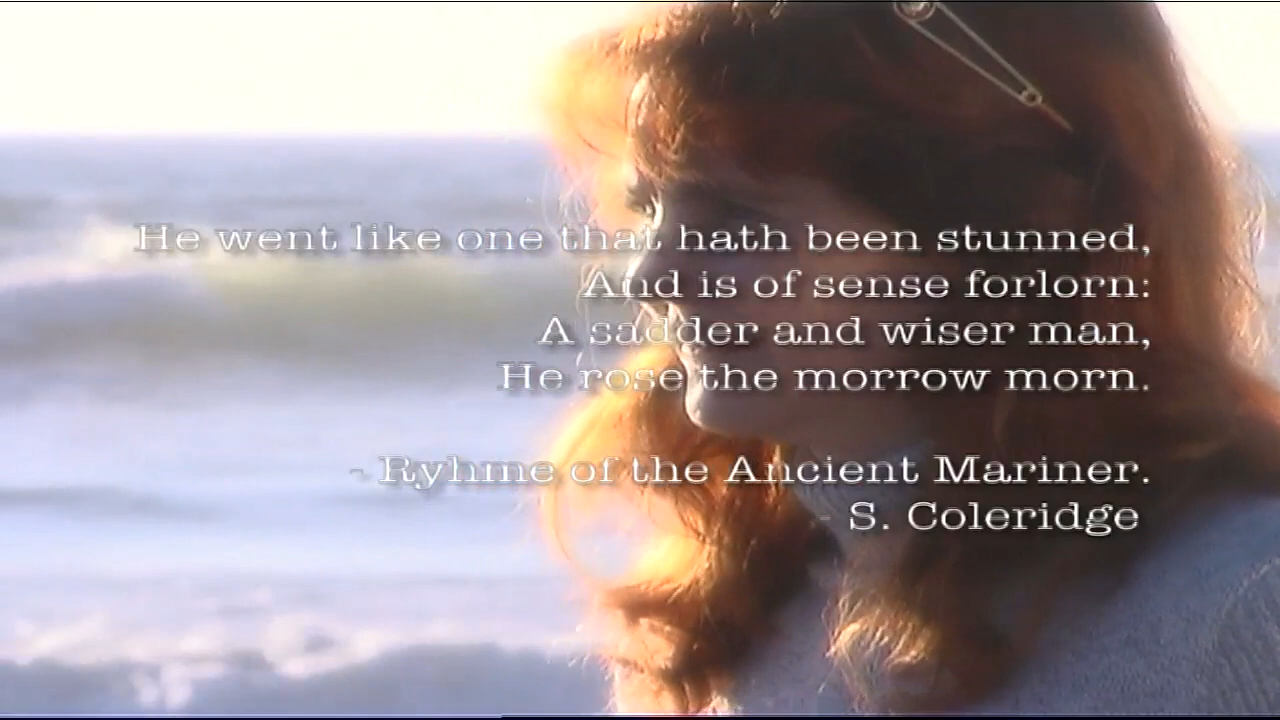 He went like one that hath been stunned,
And is of sense forlorn:
A sadder and wiser man,
He rose the morrow morn.
- Ryhme of the Ancient Mariner.
- S. Coleridge